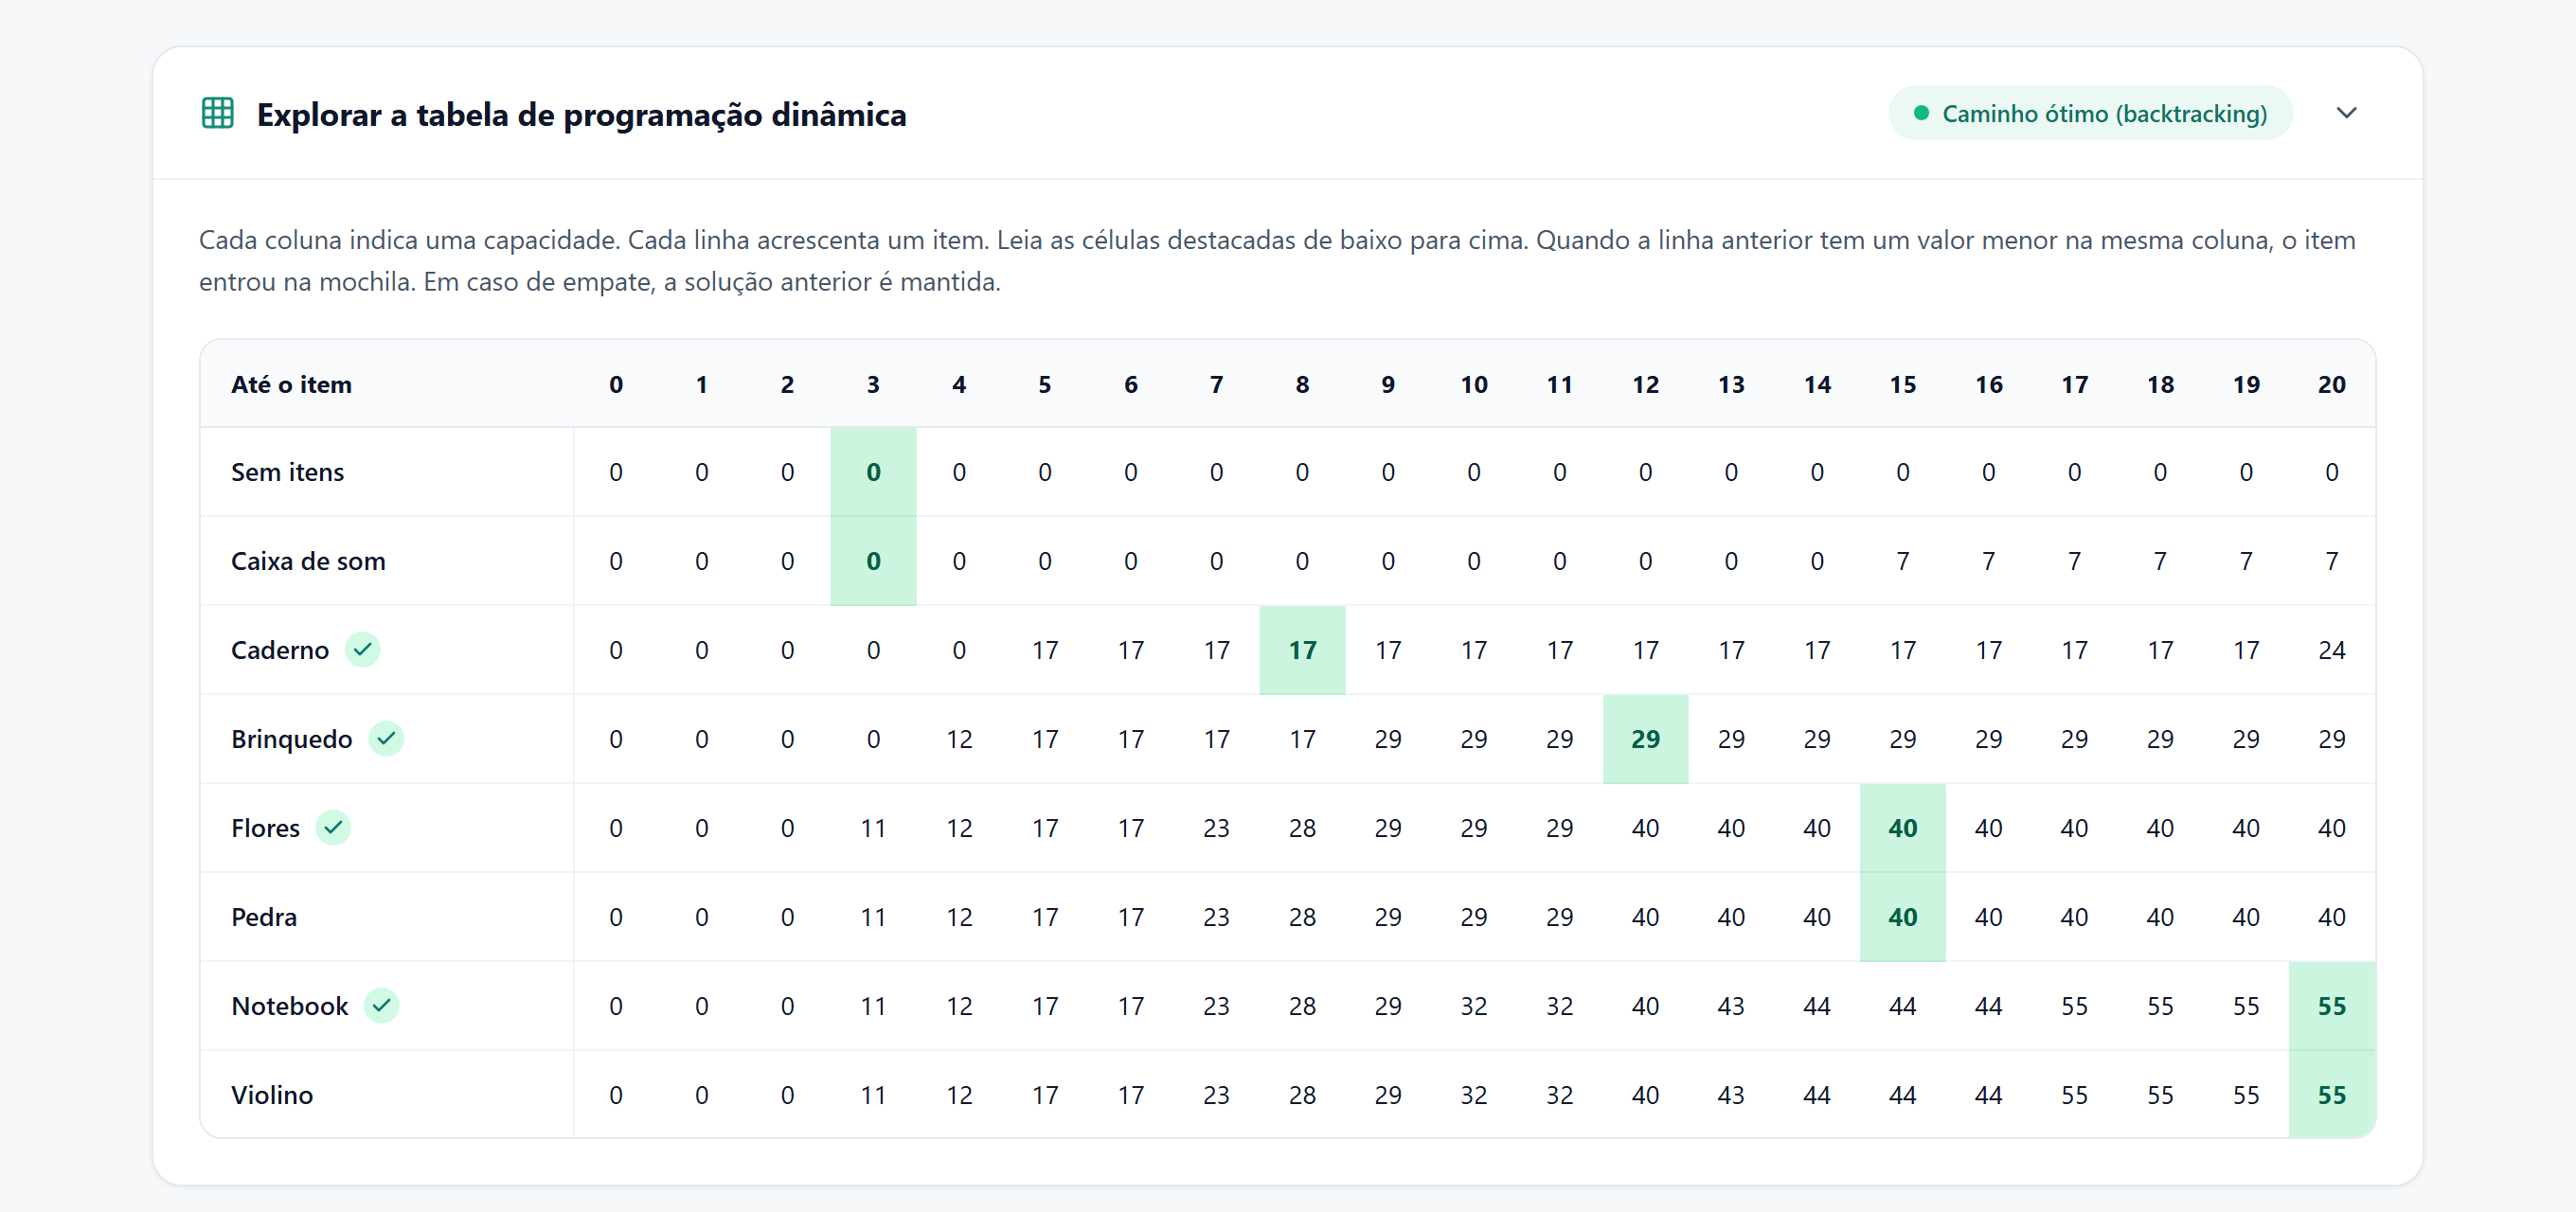 Explorar a tabela de programação dinâmica
Caminho ótimo (backtracking)
Cada coluna indica uma capacidade. Cada linha acrescenta um item. Leia as células destacadas de baixo para cima. Quando a linha anterior tem um valor menor na mesma coluna, o item
entrou na mochila. Em caso de empate, a solução anterior é mantida.
Até o item 0 1 2 3 4 5 6 7 8 9 10 11 12 13 14 15 16 17 18 19 20
Sem itens 0 0 0 0 0 0 0 0 0 0 0 0 0 0 0 0 0 0 0 0 0
Caixa de som 0 0 0 0 0 0 0 0 0 0 0 0 0 0 0 7 7 7 7 7 7
Caderno 0 0 0 0 0 17 17 17 17 17 17 17 17 17 17 17 17 17 17 17 24
Brinquedo 0 0 0 0 12 17 17 17 17 29 29 29 29 29 29 29 29 29 29 29 29
Flores 0 0 0 11 12 17 17 23 28 29 29 29 40 40 40 40 40 40 40 40 40
Pedra 0 0 0 11 12 17 17 23 28 29 29 29 40 40 40 40 40 40 40 40 40
Notebook 0 0 0 11 12 17 17 23 28 29 32 32 40 43 44 44 44 55 55 55 55
Violino 0 0 0 11 12 17 17 23 28 29 32 32 40 43 44 44 44 55 55 55 55